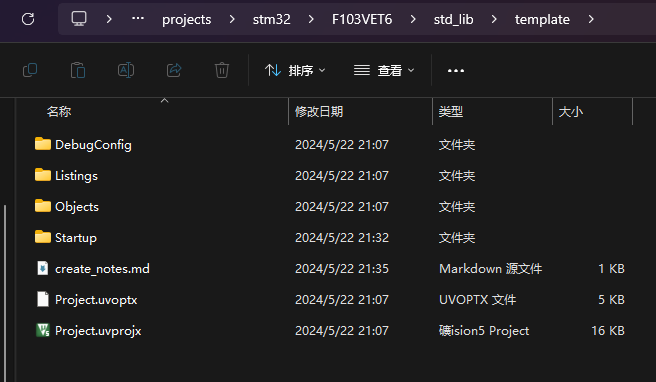 projects > stm32 > F103VET6 > std_lib > template >
排序 查看 ...
名称 修改日期 类型 大小
DebugConfig 2024/5/22 21:07 文件夹
Listings 2024/5/22 21:07 文件夹
Objects 2024/5/22 21:07 文件夹
Startup 2024/5/22 21:32 文件夹
create_notes.md 2024/5/22 21:35 Markdown 源文件 1 KB
Project.uvoptx 2024/5/22 21:07 UVOPTX 文件 5 KB
Project.uvprojx 2024/5/22 21:07 礦ision5 Project 16 KB